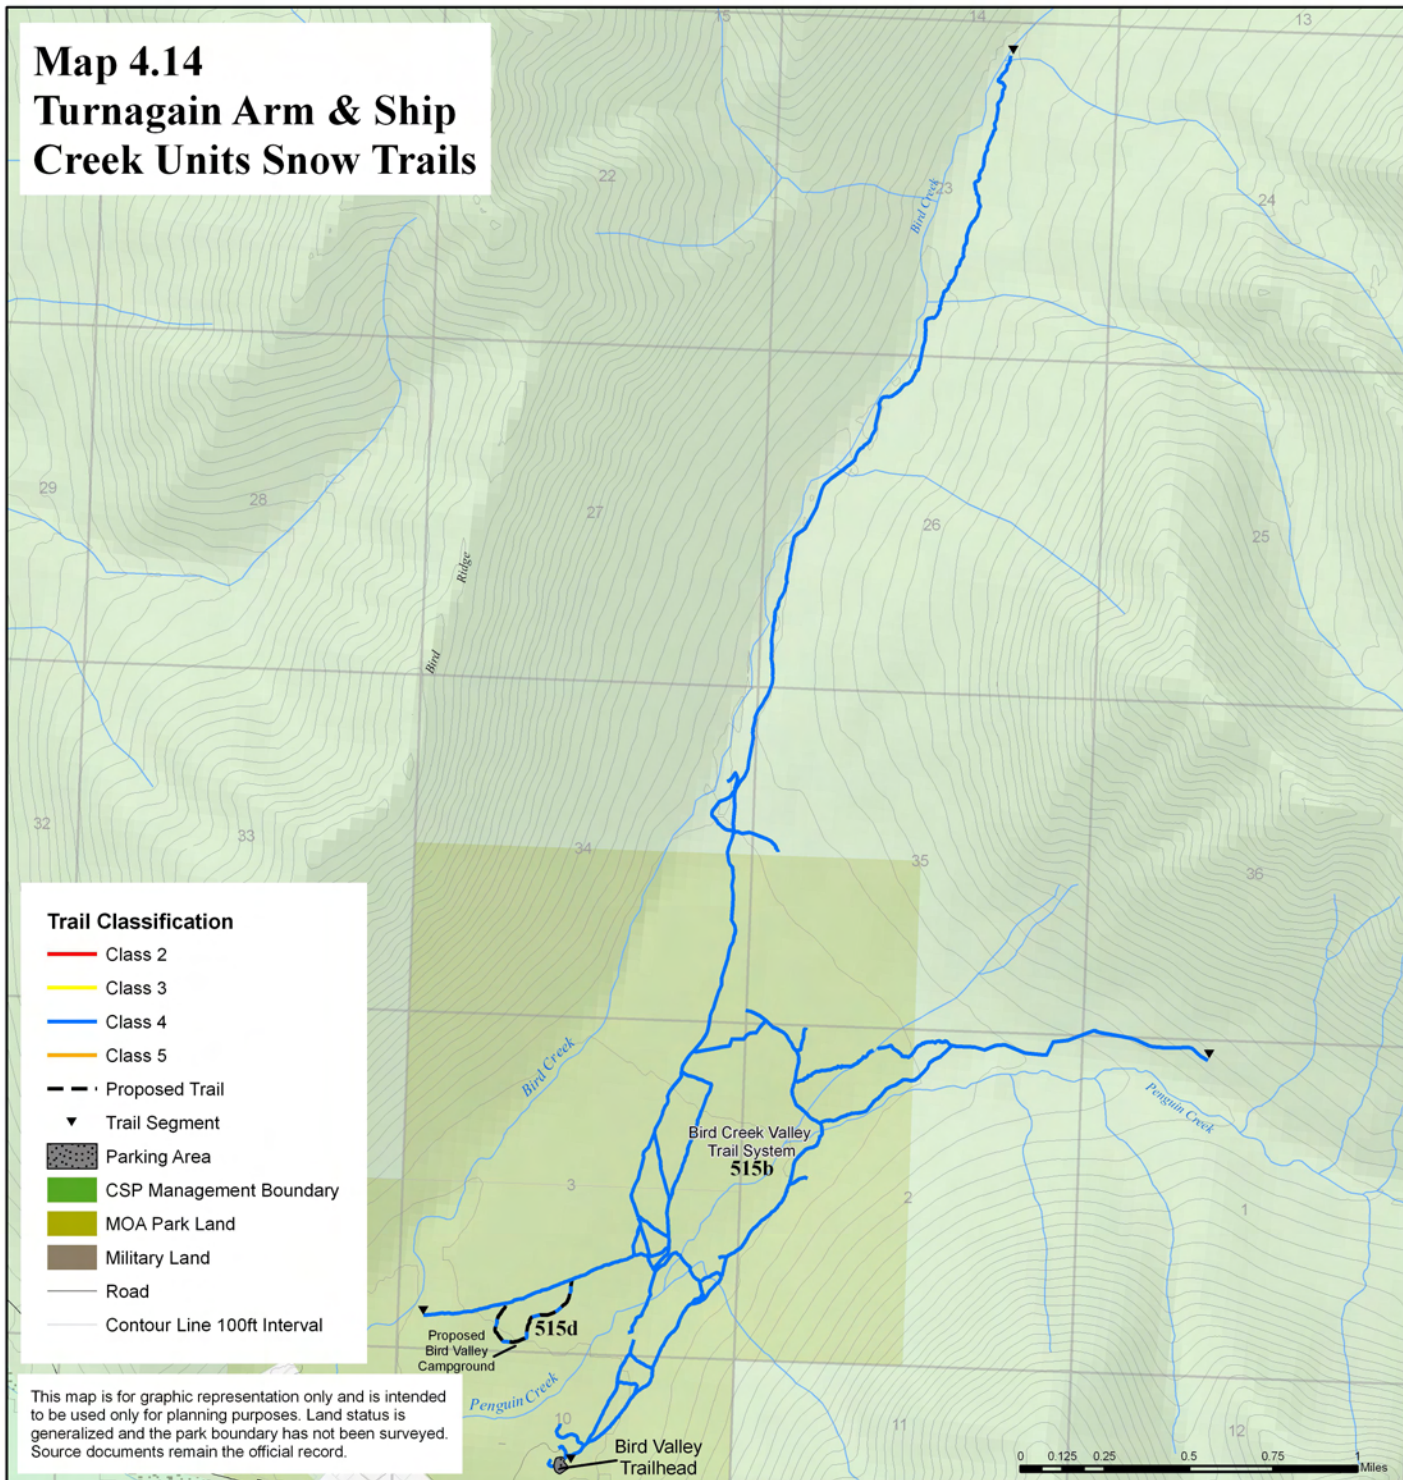 Map 4.14
Turnagain Arm & Ship
Creek Units Snow Trails
15
14
13
22
23
24
Bird Creek
29
28
27
26
25
Ridge
Bird
32
33
34
35
36
Trail Classification
Class 2
Class 3
Class 4
Class 5
Proposed Trail
Trail Segment
Parking Area
CSP Management Boundary
MOA Park Land
Military Land
Road
Contour Line 100ft Interval
Bird Creek
Penguin Creek
Bird Creek Valley
Trail System
515b
3
2
1
515d
Proposed
Bird Valley
Campground
Penguin Creek
10
11
12
Bird Valley
Trailhead
This map is for graphic representation only and is intended
to be used only for planning purposes. Land status is
generalized and the park boundary has not been surveyed.
Source documents remain the official record.
0 0.125 0.25 0.5 0.75 1
Miles